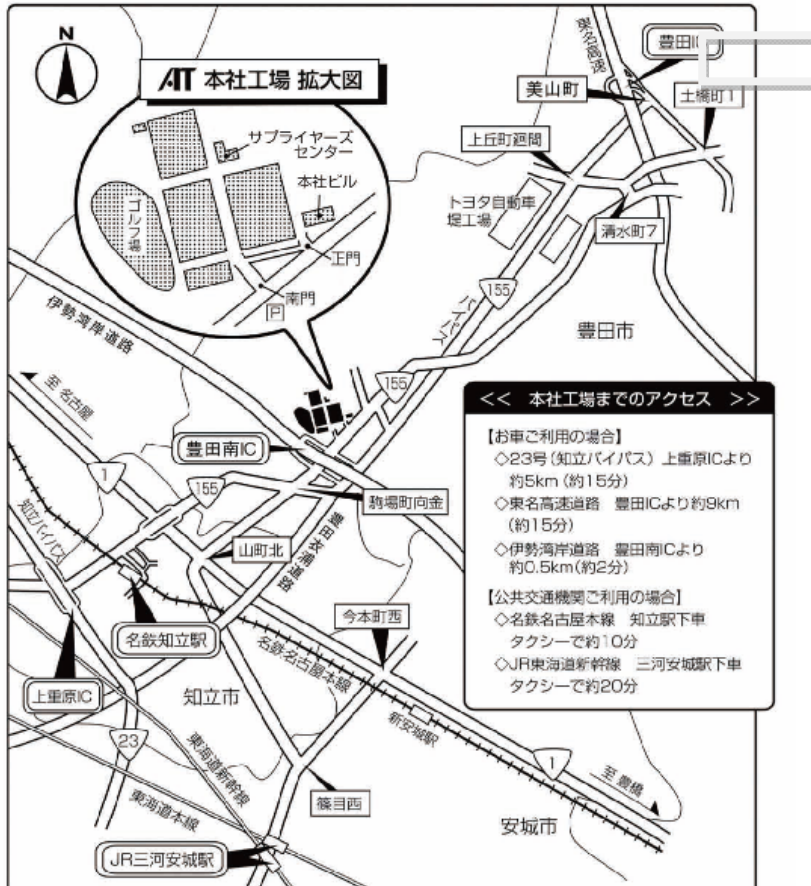 N
AIT 本社工場 拡大図
サプライヤーズ
センター
本社ビル
ゴルフ場
正門
南門
P
豊田IC
美山町
土橋町1
上丘町廻間
トヨタ自動車
堤工場
清水町7
155
バイパス
豊田市
伊勢湾岸道路
155
至 名古屋
豊田南IC
1
155
駒場町向金
知立バイパス
山町北
豊田衣浦道路
名鉄知立駅
名鉄名古屋本線
今本町西
上重原IC
知立市
新安城駅
23
東海道新幹線
1
至 豊橋
東海道本線
篠目西
安城市
JR三河安城駅
<< 本社工場までのアクセス >>
【お車ご利用の場合】
◇23号(知立バイパス) 上重原ICより
約5km(約15分)
◇東名高速道路 豊田ICより約9km
(約15分)
◇伊勢湾岸道路 豊田南ICより
約0.5km(約2分)
【公共交通機関ご利用の場合】
◇名鉄名古屋本線 知立駅下車
タクシーで約10分
◇JR東海道新幹線 三河安城駅下車
タクシーで約20分